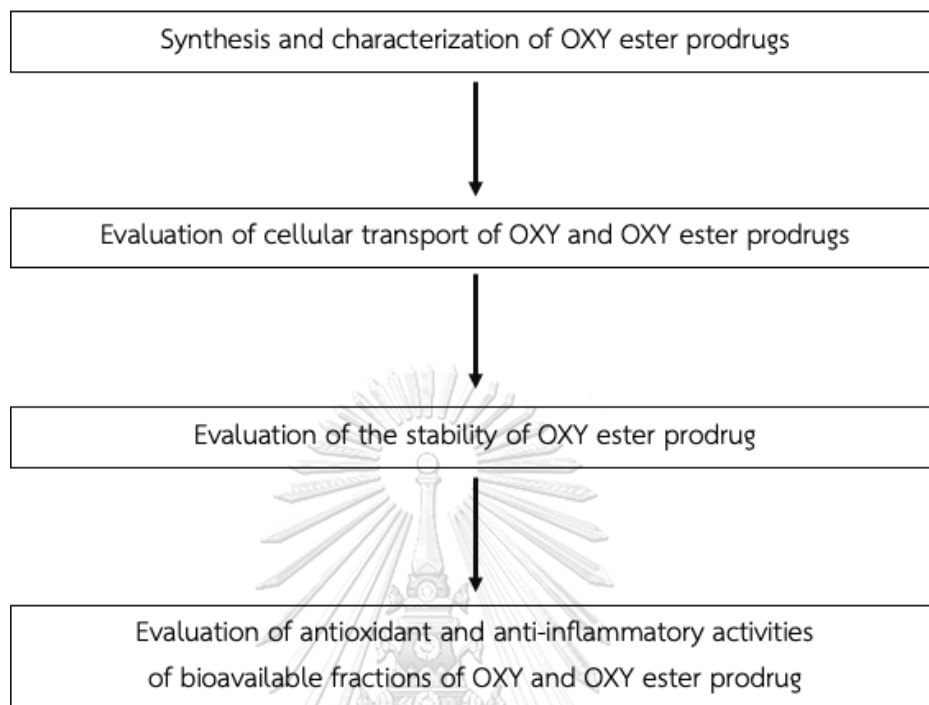 Synthesis and characterization of OXY ester prodrugs
Evaluation of cellular transport of OXY and OXY ester prodrugs
Evaluation of the stability of OXY ester prodrug
Evaluation of antioxidant and anti-inflammatory activities
of bioavailable fractions of OXY and OXY ester prodrug